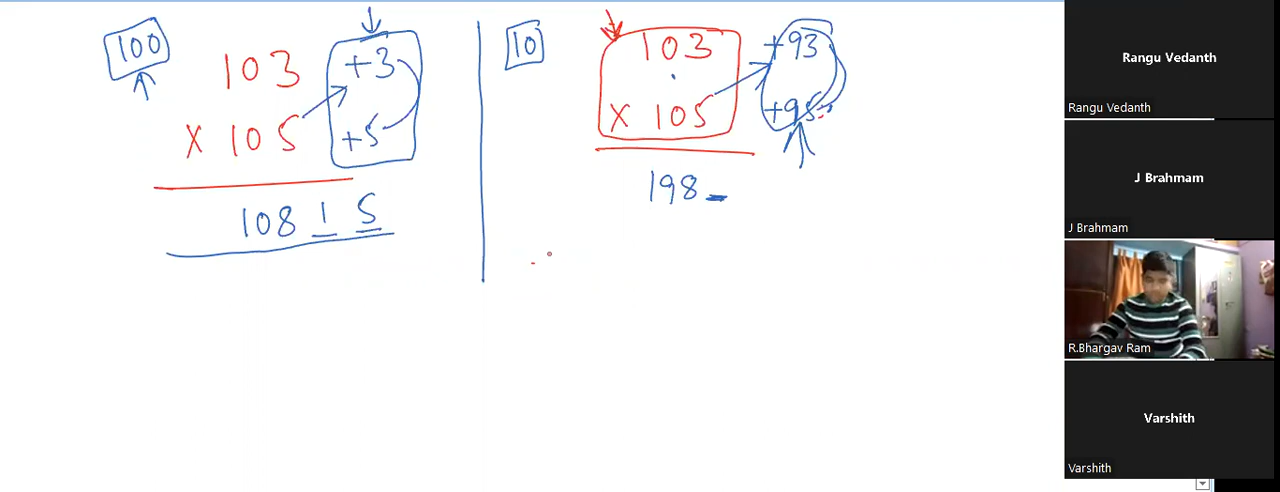 100
103 +3
X 105 +5
108 1 5
10
103 +93
X 105 +95
198
Rangu Vedanth
Rangu Vedanth
J Brahmam
J Brahmam
R.Bhargav Ram
Varshith
Varshith